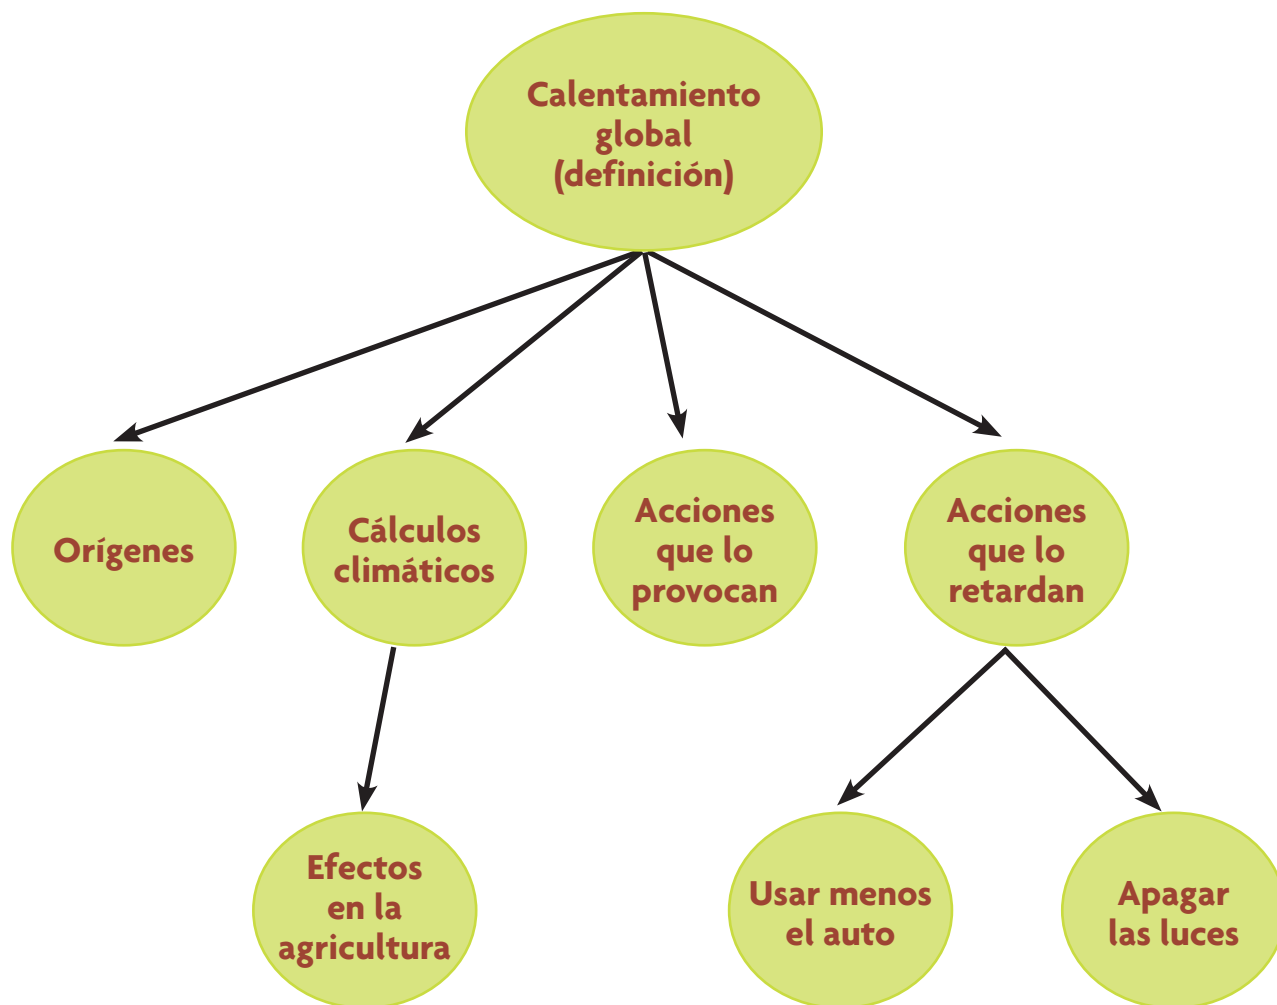 Calentamiento
global
(definición)
Orígenes
Cálculos
climáticos
Acciones
que lo
provocan
Acciones
que lo
retardan
Efectos
en la
agricultura
Usar menos
el auto
Apagar
las luces